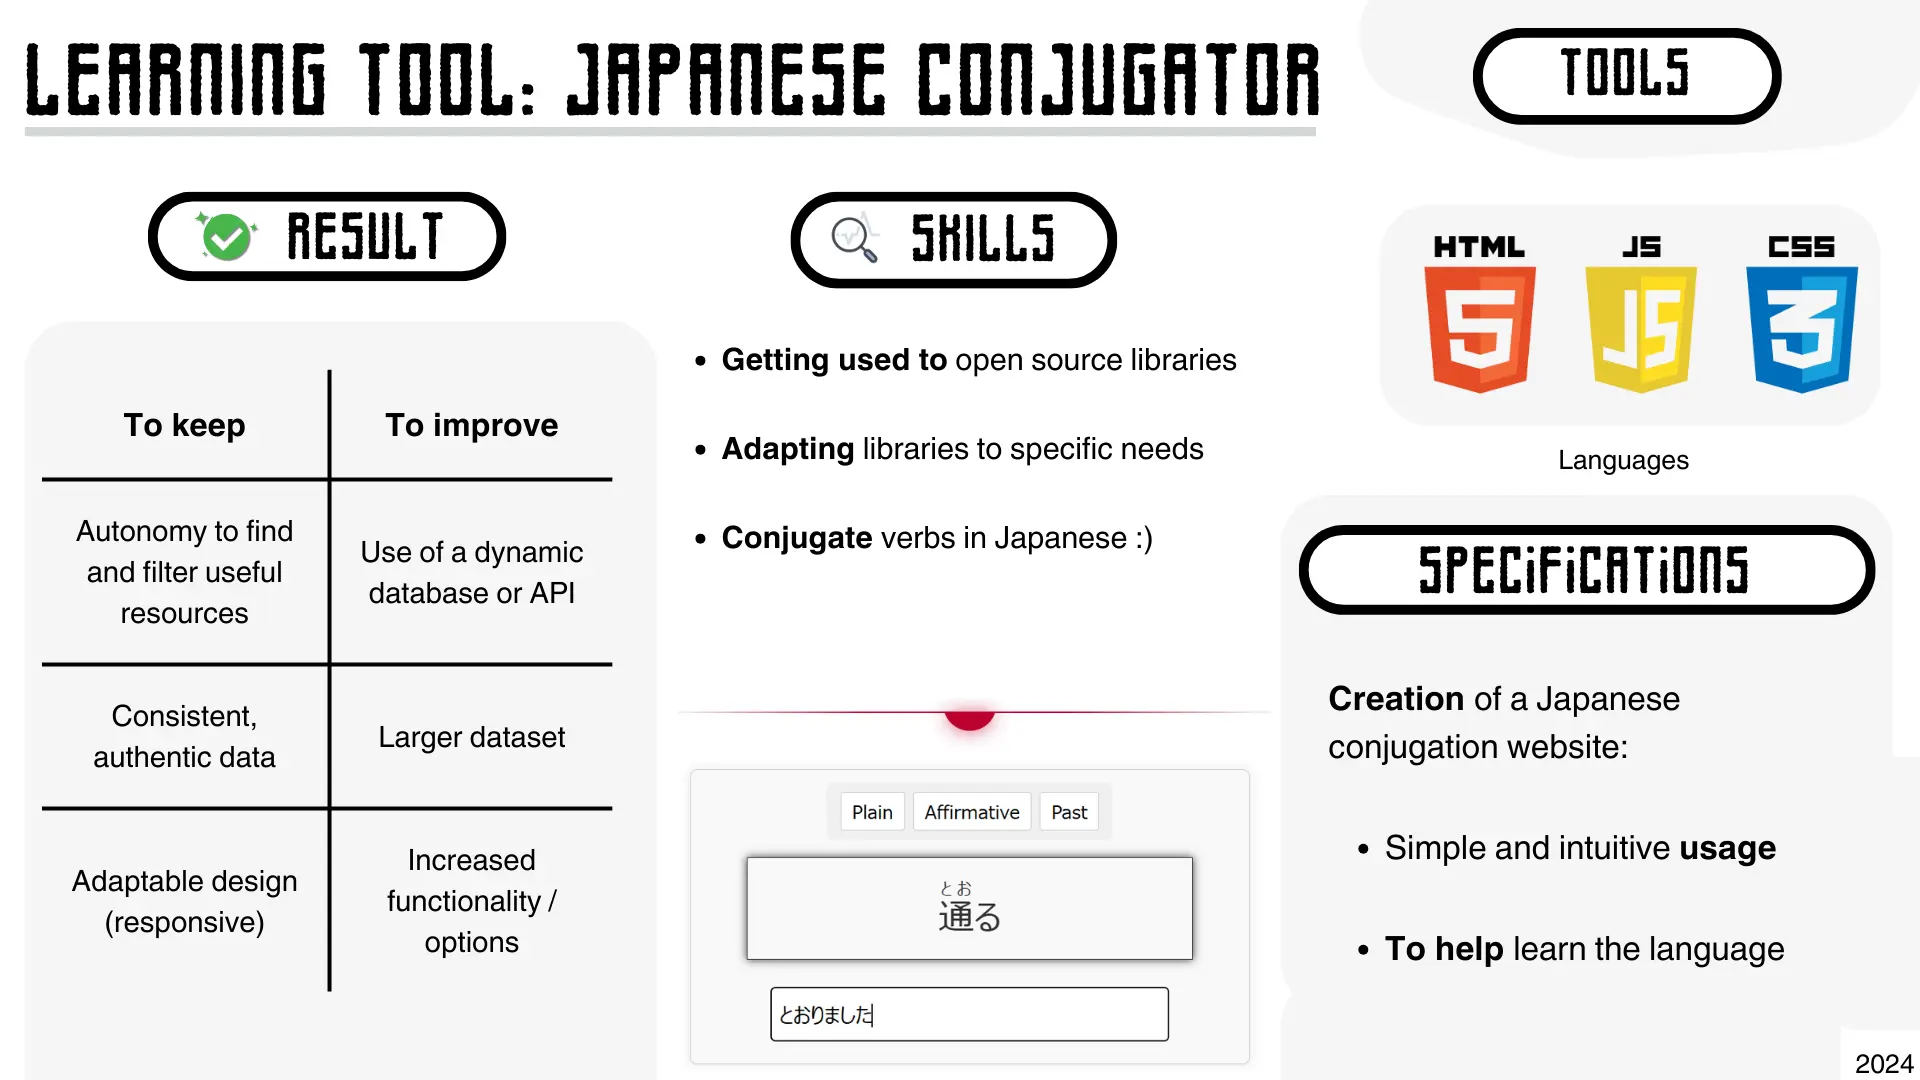 LEARNING TOOL: JAPANESE CONJUGATOR
RESULT
To keep
To improve
Autonomy to find
and filter useful
resources
Use of a dynamic
database or API
Consistent,
authentic data
Larger dataset
Adaptable design
(responsive)
Increased
functionality /
options
SKILLS
• Getting used to open source libraries
• Adapting libraries to specific needs
• Conjugate verbs in Japanese :)
Plain Affirmative Past
とお
通る
とおりました
TOOLS
HTML JS CSS
5 JS 3
Languages
SPECiFiCATiONS
Creation of a Japanese
conjugation website:
• Simple and intuitive usage
• To help learn the language
2024